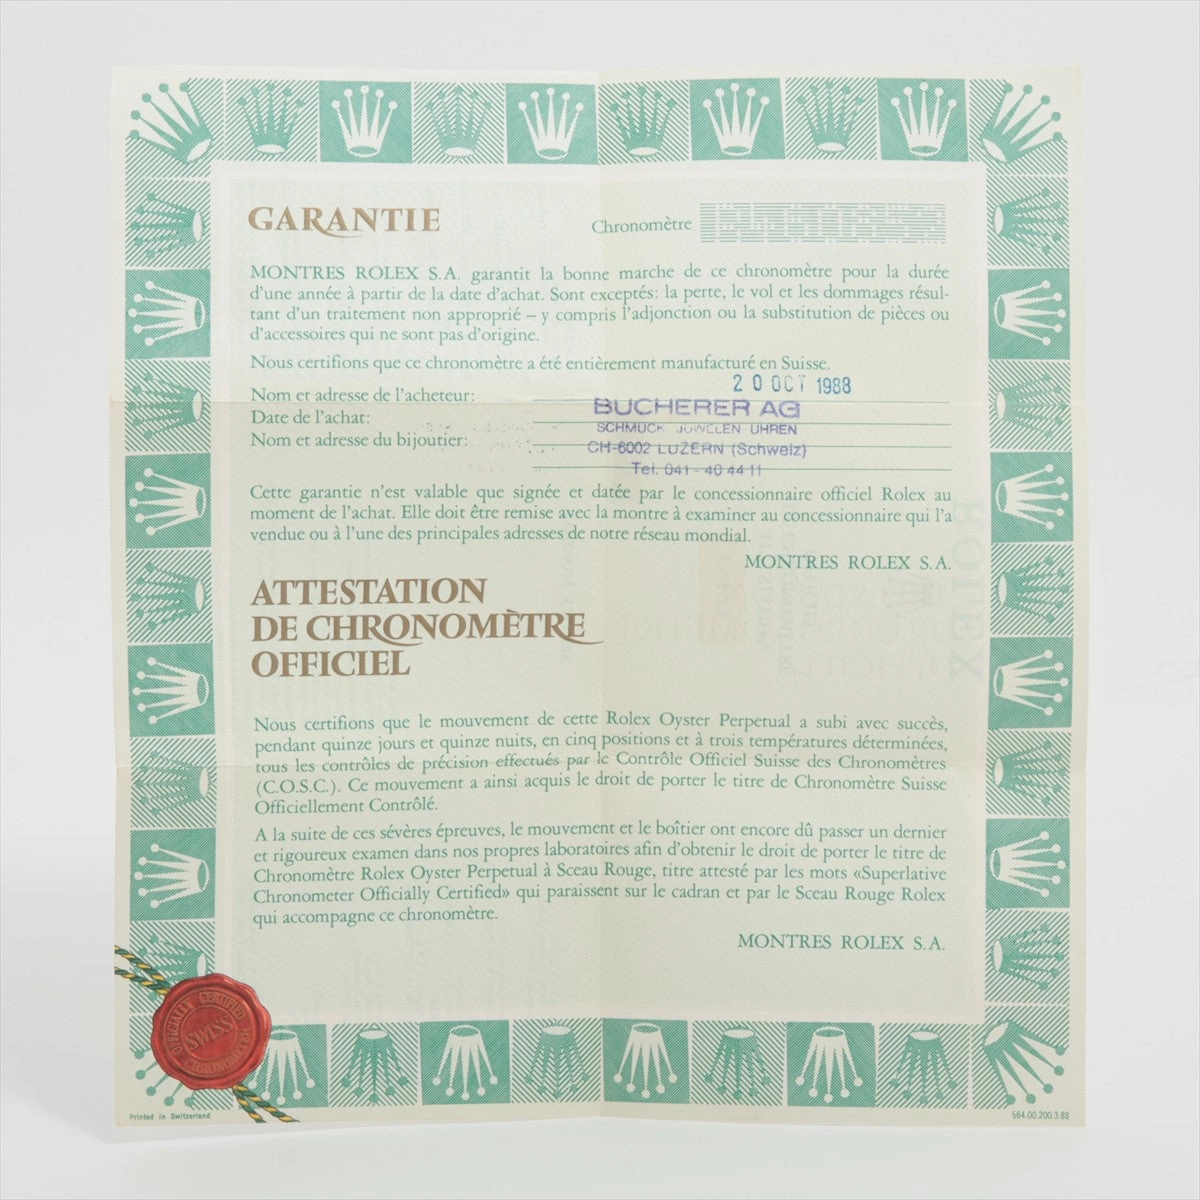 GARANTIE
Chronomètre
MONTRES ROLEX S.A. garantit la bonne marche de ce chronomètre pour la durée
d'une année à partir de la date d'achat. Sont exceptés: la perte, le vol et les dommages résul-
tant d'un traitement non approprié – y compris l'adjonction ou la substitution de pièces ou
d'accessoires qui ne sont pas d'origine.
Nous certifions que ce chronomètre a été entièrement manufacturé en Suisse.
20 OCT 1988
Nom et adresse de l'acheteur:
BUCHERER AG
Date de l'achat:
SCHMUCK JUWELEN UHREN
Nom et adresse du bijoutier:
CH-6002 LUZERN (Schweiz)
Tel. 041 - 40 44 11
Cette garantie n'est valable que signée et datée par le concessionnaire officiel Rolex au
moment de l'achat. Elle doit être remise avec la montre à examiner au concessionnaire qui l'a
vendue ou à l'une des principales adresses de notre réseau mondial.
MONTRES ROLEX S.A.
ATTESTATION
DE CHRONOMÈTRE
OFFICIEL
Nous certifions que le mouvement de cette Rolex Oyster Perpetual a subi avec succès,
pendant quinze jours et quinze nuits, en cinq positions et à trois températures déterminées,
tous les contrôles de précision effectués par le Contrôle Officiel Suisse des Chronomètres
(C.O.S.C.). Ce mouvement a ainsi acquis le droit de porter le titre de Chronomètre Suisse
Officiellement Contrôlé.
A la suite de ces sévères épreuves, le mouvement et le boîtier ont encore dû passer un dernier
et rigoureux examen dans nos propres laboratoires afin d'obtenir le droit de porter le titre de
Chronomètre Rolex Oyster Perpetual à Sceau Rouge, titre attesté par les mots «Superlative
Chronometer Officially Certified» qui paraissent sur le cadran et par le Sceau Rouge Rolex
qui accompagne ce chronomètre.
MONTRES ROLEX S.A.
OFFICIALLY CERTIFIED
SWISS
CHRONOMETER
Printed in Switzerland
564.00.200.3.88